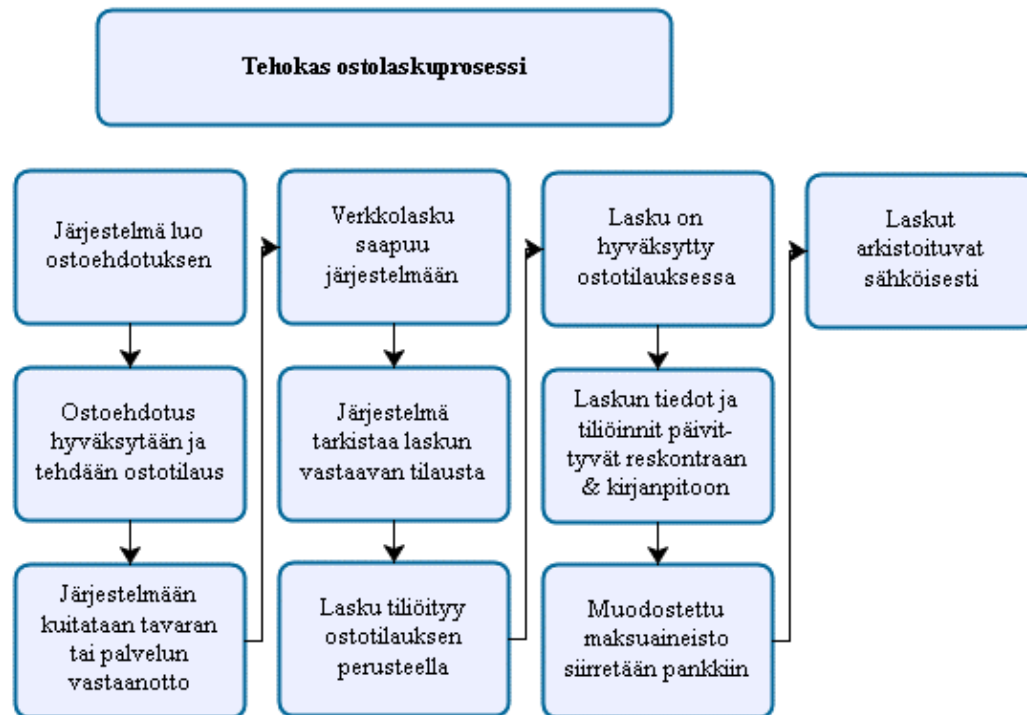 Tehokas ostolaskuprosessi
Järjestelmä luo
ostoehdotuksen
Ostoehdotus
hyväksytään ja
tehdään ostotilaus
Järjestelmään
kuitataan tavaran
tai palvelun
vastaanotto
Verkkolasku
saapuu
järjestelmään
Järjestelmä
tarkistaa laskun
vastaavan tilausta
Lasku tiliöityy
ostotilauksen
perusteella
Lasku on
hyväksytty
ostotilauksessa
Laskun tiedot ja
tiliöinnit päivit-
tyvät reskontraan
& kirjanpitoon
Muodostettu
maksuaineisto
siirretään pankkiin
Laskut
arkistoituvat
sähköisesti